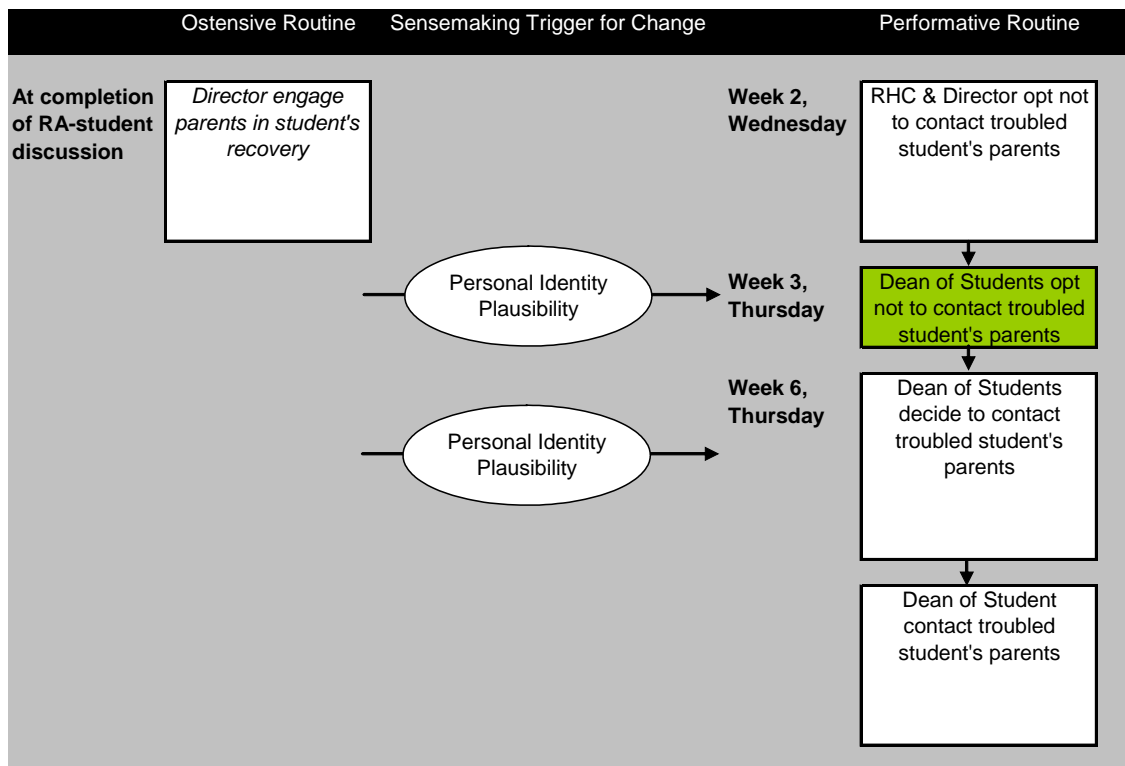 Ostensive Routine
Sensemaking Trigger for Change
Performative Routine
At completion
of RA-student
discussion
Director engage
parents in student's
recovery
Week 2,
Wednesday
RHC & Director opt not
to contact troubled
student's parents
Personal Identity
Plausibility
Week 3,
Thursday
Dean of Students opt
not to contact troubled
student's parents
Personal Identity
Plausibility
Week 6,
Thursday
Dean of Students
decide to contact
troubled student's
parents
Dean of Student
contact troubled
student's parents